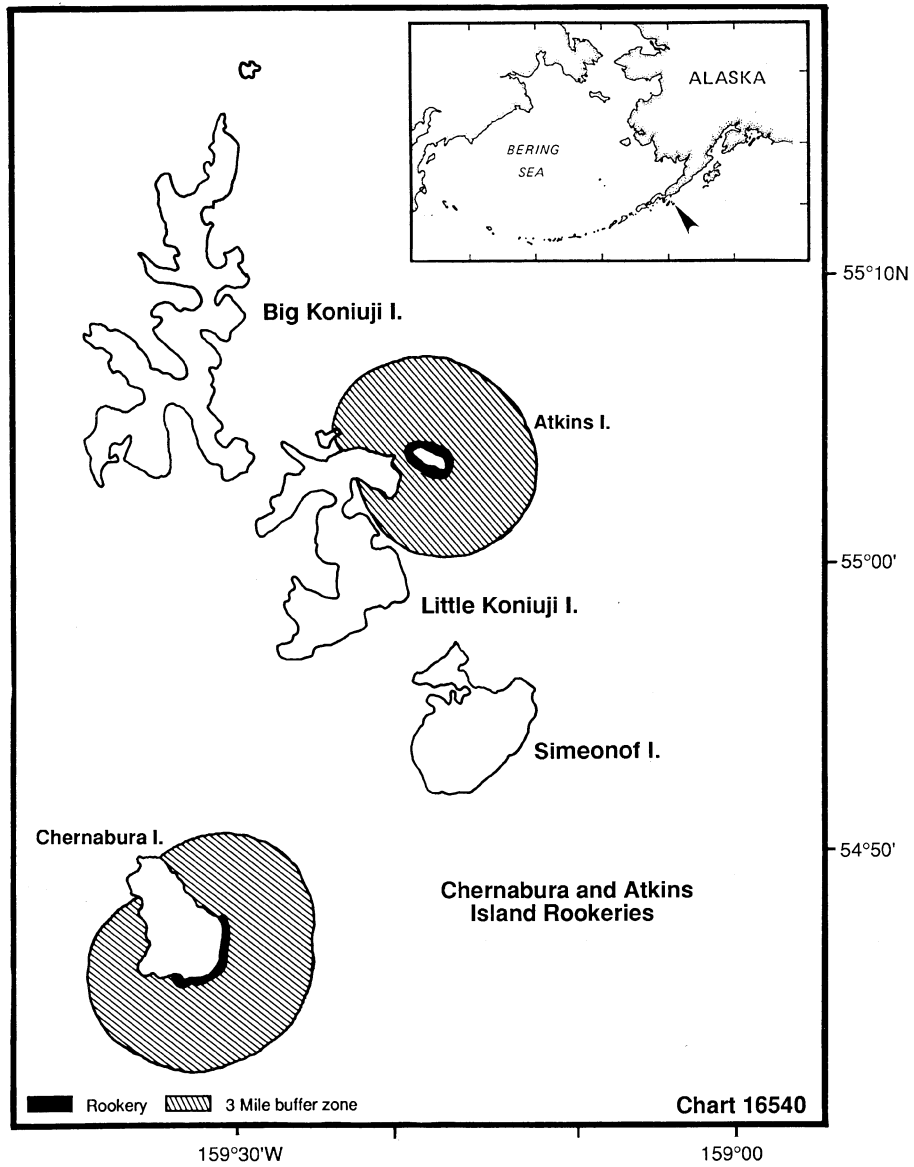 ALASKA
BERING
SEA
55°10N
Big Koniuji I.
Atkins I.
55°00'
Little Koniuji I.
Simeonof I.
Chernabura I.
54°50'
Chernabura and Atkins
Island Rookeries
Rookery 3 Mile buffer zone Chart 16540
159°30'W 159°00